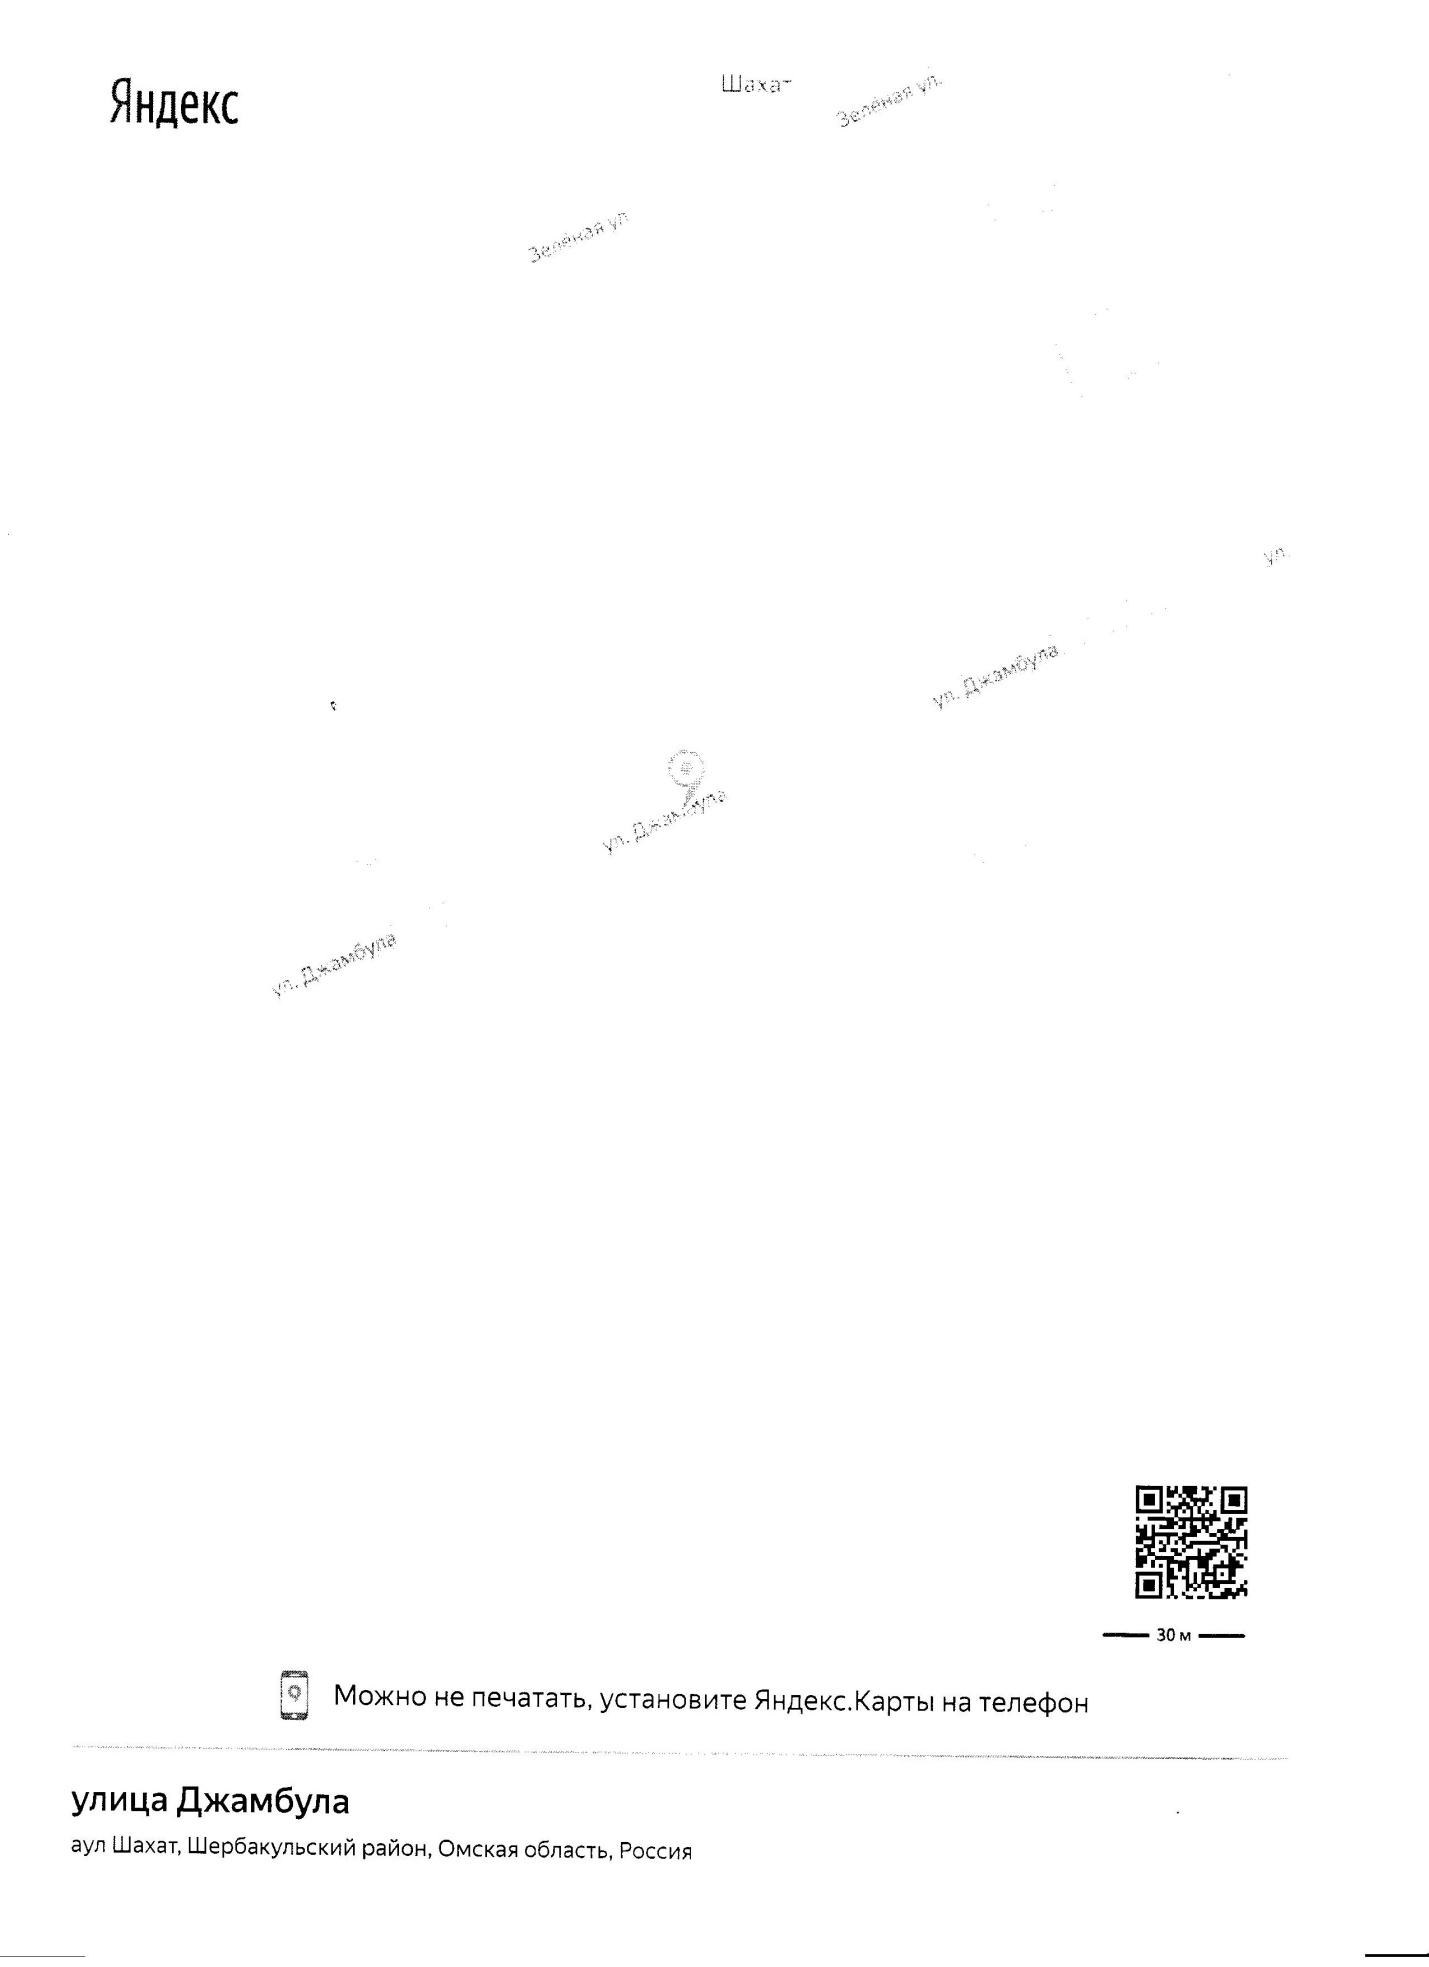 Яндекс
Шахат
Зелёная ул.
Зелёная ул
ул.
ул. Джамбула
ул. Джамбула
ул. Джамбула
30 м
Можно не печатать, установите Яндекс.Карты на телефон
улица Джамбула
аул Шахат, Шербакульский район, Омская область, Россия